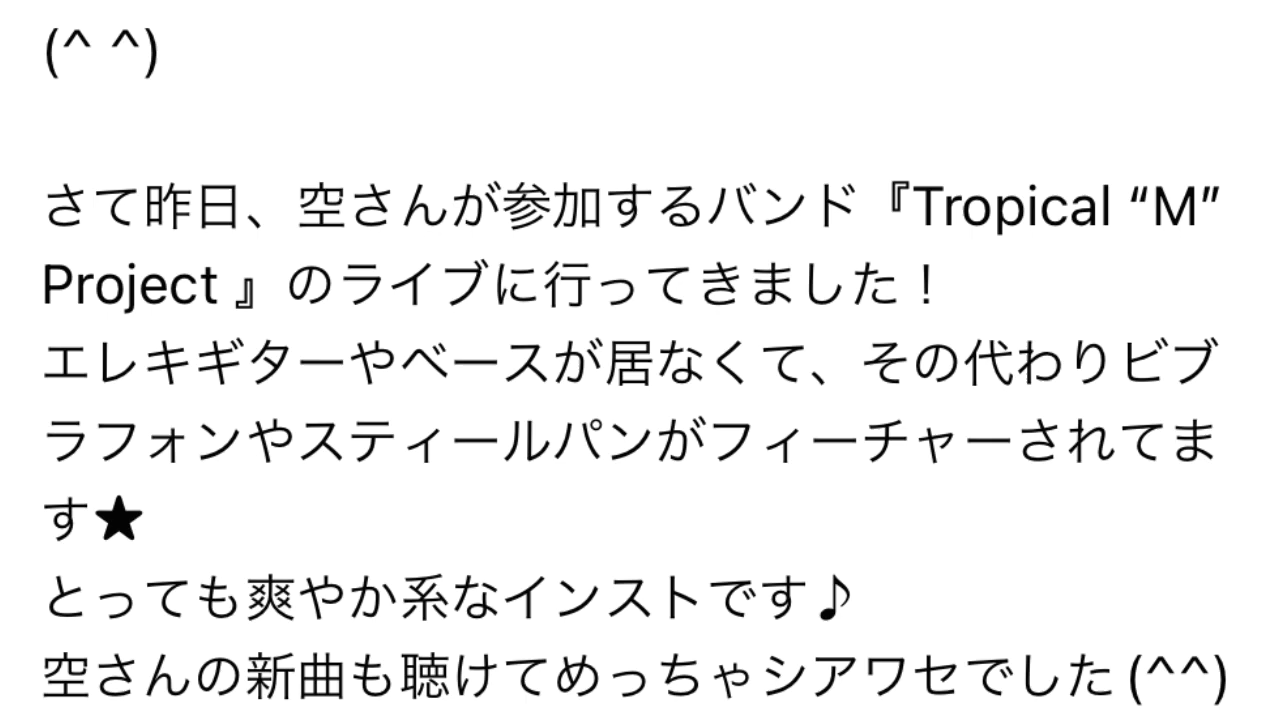 (^ ^)
さて昨日、空さんが参加するバンド『Tropical “M”
Project 』のライブに行ってきました！
エレキギターやベースが居なくて、その代わりビブ
ラフォンやスティールパンがフィーチャーされてま
す★
とっても爽やか系なインストです♪
空さんの新曲も聴けてめっちゃシアワセでした (^^)